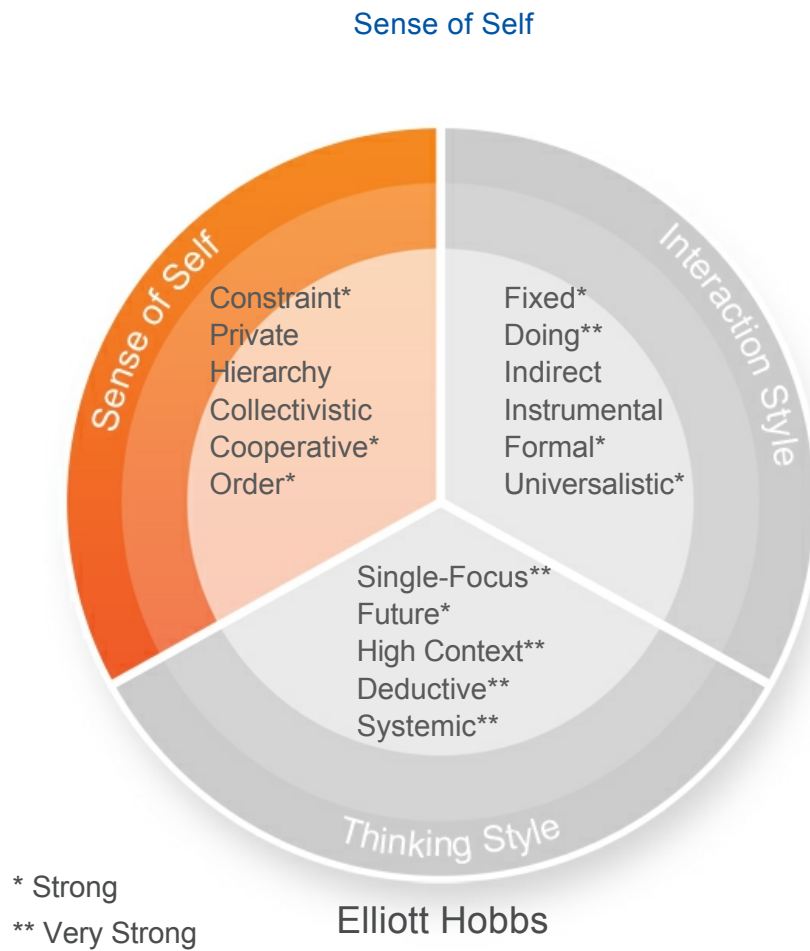 Sense of Self
Sense of Self
Constraint*
Private
Hierarchy
Collectivistic
Cooperative*
Order*
Interaction Style
Fixed*
Doing**
Indirect
Instrumental
Formal*
Universalistic*
Single-Focus**
Future*
High Context**
Deductive**
Systemic**
Thinking Style
* Strong
** Very Strong
Elliott Hobbs